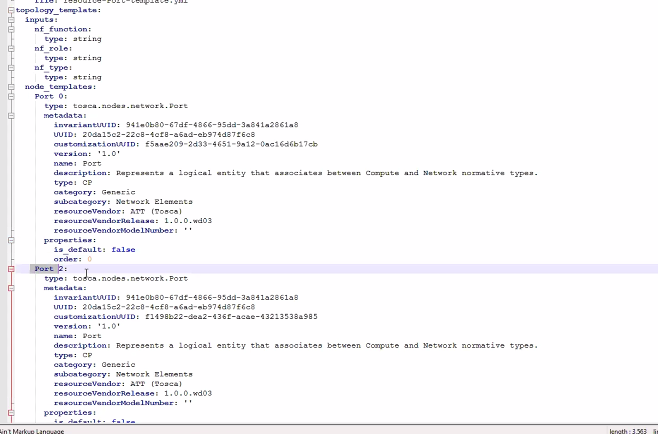 file: resource-Port-template.yml
topology_template:
inputs:
nf_function:
type: string
nf_role:
type: string
nf_type:
type: string
node_templates:
Port 0:
type: tosca.nodes.network.Port
metadata:
invariantUUID: 941e0b80-67df-4866-95dd-3a841a2861a8
UUID: 20da15c2-22c8-4cf8-a6ad-eb974d87f6c8
customizationUUID: f5aae209-2d33-4651-9a12-0ac16d6b17cb
version: '1.0'
name: Port
description: Represents a logical entity that associates between Compute and Network normative types.
type: CP
category: Generic
subcategory: Network Elements
resourceVendor: ATT (Tosca)
resourceVendorRelease: 1.0.0.wd03
resourceVendorModelNumber: ''
properties:
is_default: false
order: 0
Port 2:
type: tosca.nodes.network.Port
metadata:
invariantUUID: 941e0b80-67df-4866-95dd-3a841a2861a8
UUID: 20da15c2-22c8-4cf8-a6ad-eb974d87f6c8
customizationUUID: f1498b22-dea2-436f-acae-43213538a985
version: '1.0'
name: Port
description: Represents a logical entity that associates between Compute and Network normative types.
type: CP
category: Generic
subcategory: Network Elements
resourceVendor: ATT (Tosca)
resourceVendorRelease: 1.0.0.wd03
resourceVendorModelNumber: ''
properties:
is_default: false
Ain't Markup Language length : 3,563